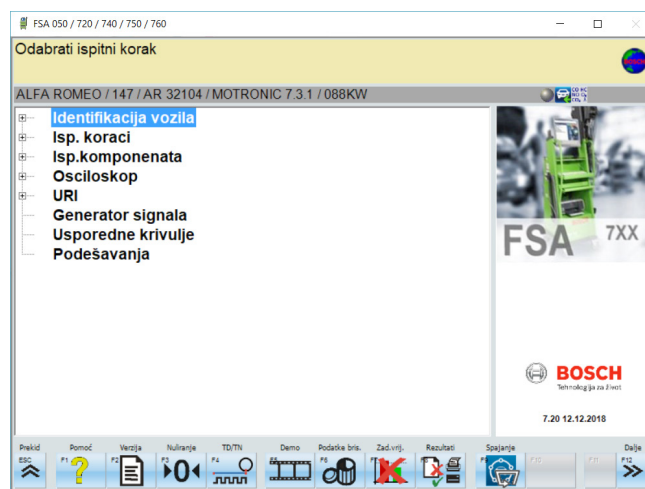 FSA 050 / 720 / 740 / 750 / 760
Odabrati ispitni korak
BOSCH
ALFA ROMEO / 147 / AR 32104 / MOTRONIC 7.3.1 / 088KW
Identifikacija vozila
Isp. koraci
Isp.komponenata
Osciloskop
URI
Generator signala
Usporedne krivulje
Podešavanja
FSA 7XX
BOSCH
Tehnologija za život
7.20 12.12.2018
Prekid Pomoć Verzija Nuliranje TD/TN Demo Podatke bris. Zad.vrij. Rezultati Spajanje Dalje
ESC F1 F2 F3 F4 F5 F6 F10 F11 F12